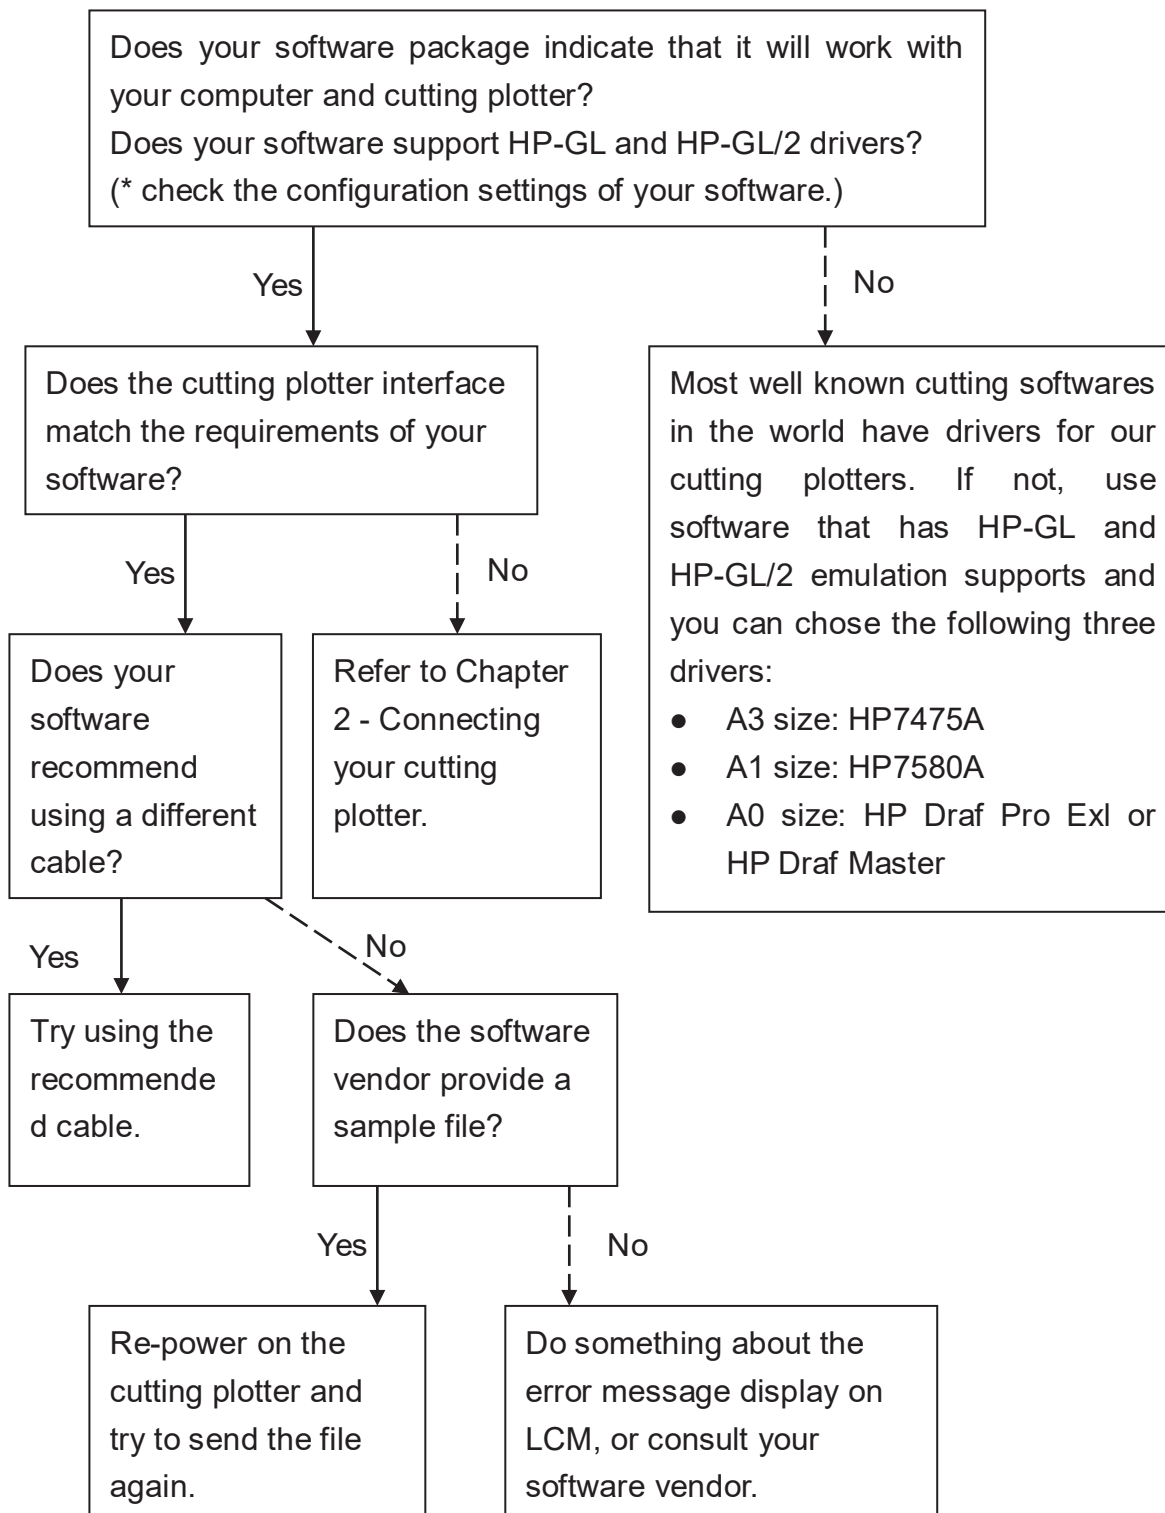 Does your software package indicate that it will work with
your computer and cutting plotter?
Does your software support HP-GL and HP-GL/2 drivers?
(* check the configuration settings of your software.)
Yes
No
Does the cutting plotter interface
match the requirements of your
software?
Most well known cutting softwares
in the world have drivers for our
cutting plotters. If not, use
software that has HP-GL and
HP-GL/2 emulation supports and
you can chose the following three
drivers:
● A3 size: HP7475A
● A1 size: HP7580A
● A0 size: HP Draf Pro Exl or
HP Draf Master
Yes
No
Does your
software
recommend
using a different
cable?
Refer to Chapter
2 - Connecting
your cutting
plotter.
Yes
No
Try using the
recommende
d cable.
Does the software
vendor provide a
sample file?
Yes
No
Re-power on the
cutting plotter and
try to send the file
again.
Do something about the
error message display on
LCM, or consult your
software vendor.